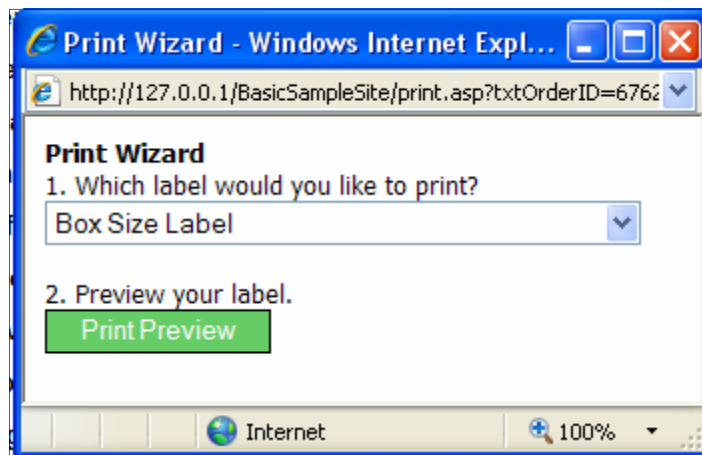 Print Wizard - Windows Internet Expl...
http://127.0.0.1/BasicSampleSite/print.asp?txtOrderID=6762
Print Wizard
1. Which label would you like to print?
Box Size Label
2. Preview your label.
Print Preview
Internet
100%